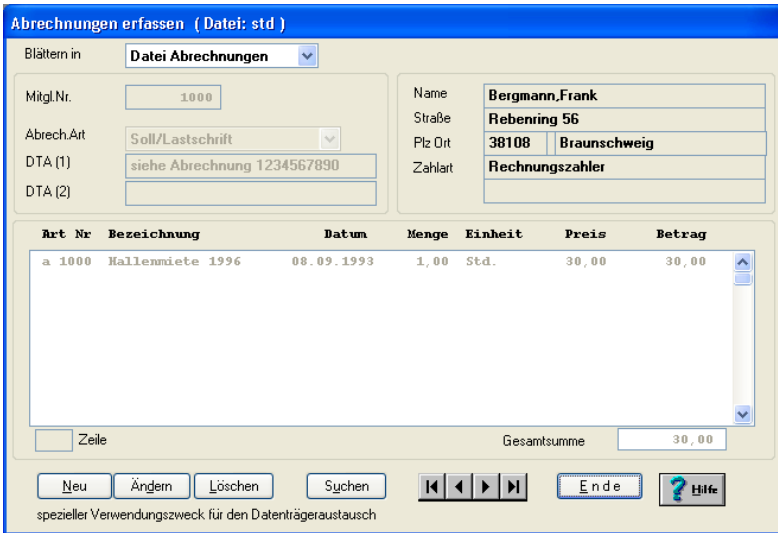 Abrechnungen erfassen ( Datei: std )
Blättern in Datei Abrechnungen
Mitgl.Nr. 1000
Abrech.Art Soll/Lastschrift
DTA (1) siehe Abrechnung 1234567890
DTA (2)
Name Bergmann,Frank
Straße Rebenring 56
Plz Ort 38108 Braunschweig
Zahlart Rechnungszahler
Art Nr Bezeichnung Datum Menge Einheit Preis Betrag
a 1000 Hallenmiete 1996 08.09.1993 1,00 Std. 30,00 30,00
Zeile Gesamtsumme 30,00
Neu Ändern Löschen Suchen Ende ? Hilfe
spezieller Verwendungszweck für den Datenträgeraustausch